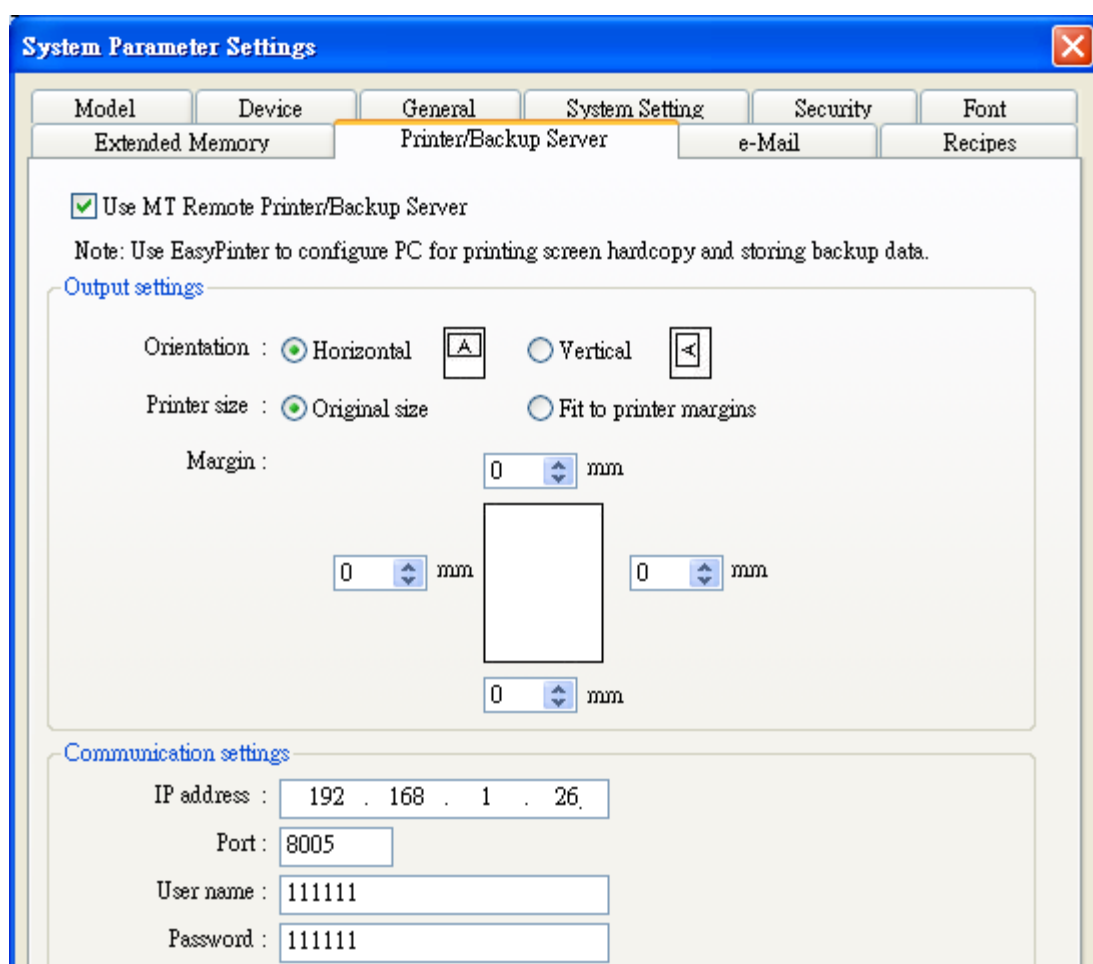 System Parameter Settings
Model Device General System Setting Security Font
Extended Memory Printer/Backup Server e-Mail Recipes
Use MT Remote Printer/Backup Server
Note: Use EasyPinter to configure PC for printing screen hardcopy and storing backup data.
Output settings
Orientation : Horizontal A Vertical A
Printer size : Original size Fit to printer margins
Margin : 0 mm
0 mm 0 mm
0 mm
Communication settings
IP address : 192 . 168 . 1 . 26
Port : 8005
User name : 111111
Password : 111111